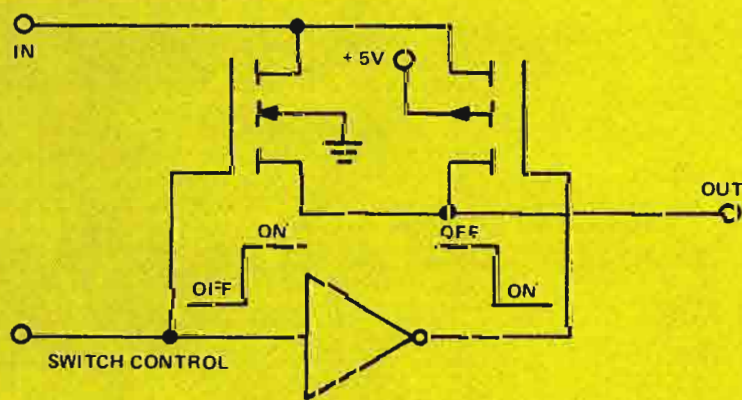 IN
+ 5V
OUT
ON
OFF
OFF
ON
SWITCH CONTROL